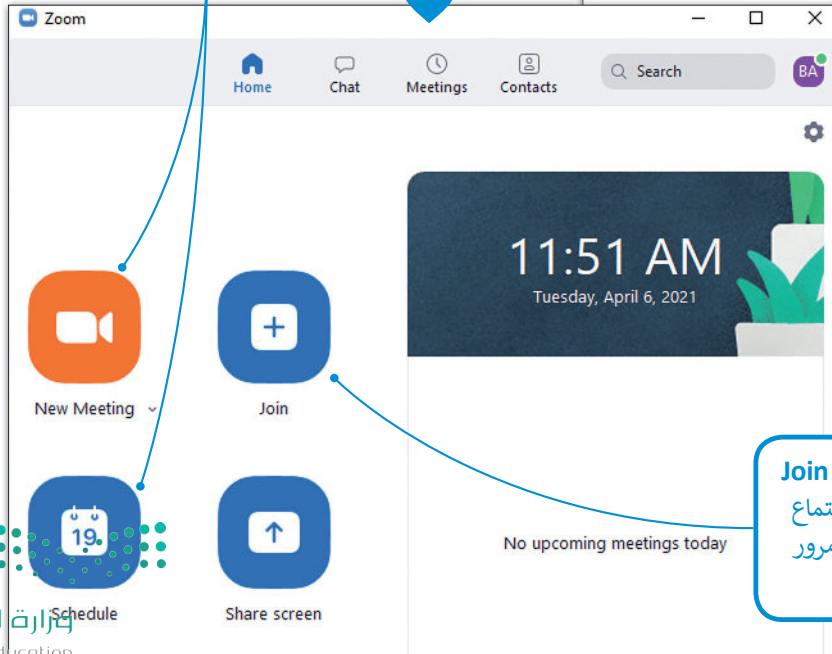 Zoom
Home
Chat
Meetings
Contacts
Search
BA
11:51 AM
Tuesday, April 6, 2021
New Meeting
Join
19
Schedule
Share screen
No upcoming meetings today
Join
وزارة